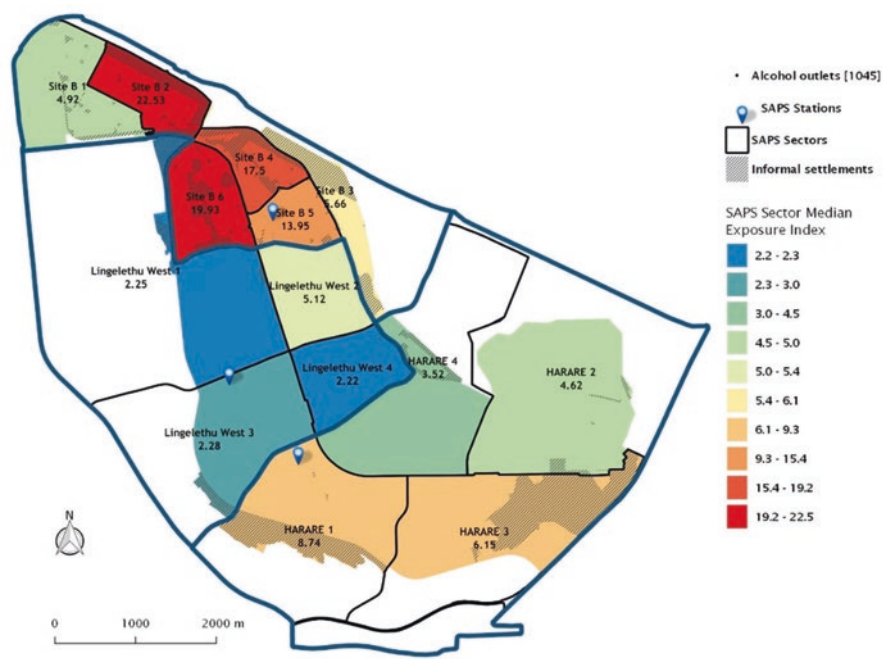 Site B 1
4.92
Site B 2
22.53
Site B 4
17.5
Site B 3
5.66
Site B 6
19.93
Site B 5
13.95
Lingelethu West 1
2.25
Lingelethu West 2
5.12
HARARE 4
3.52
Lingelethu West 4
2.22
HARARE 2
4.62
Lingelethu West 3
2.28
HARARE 1
8.74
HARARE 3
6.15
N
0 1000 2000 m
Alcohol outlets [1045]
SAPS Stations
SAPS Sectors
Informal settlements
SAPS Sector Median
Exposure Index
2.2 - 2.3
2.3 - 3.0
3.0 - 4.5
4.5 - 5.0
5.0 - 5.4
5.4 - 6.1
6.1 - 9.3
9.3 - 15.4
15.4 - 19.2
19.2 - 22.5